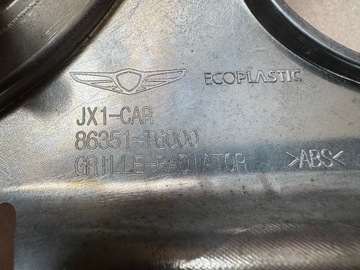 ECOPLASTIC
JX1-CAR
86351-T6000
GRILLE-RADIATOR >ABS<